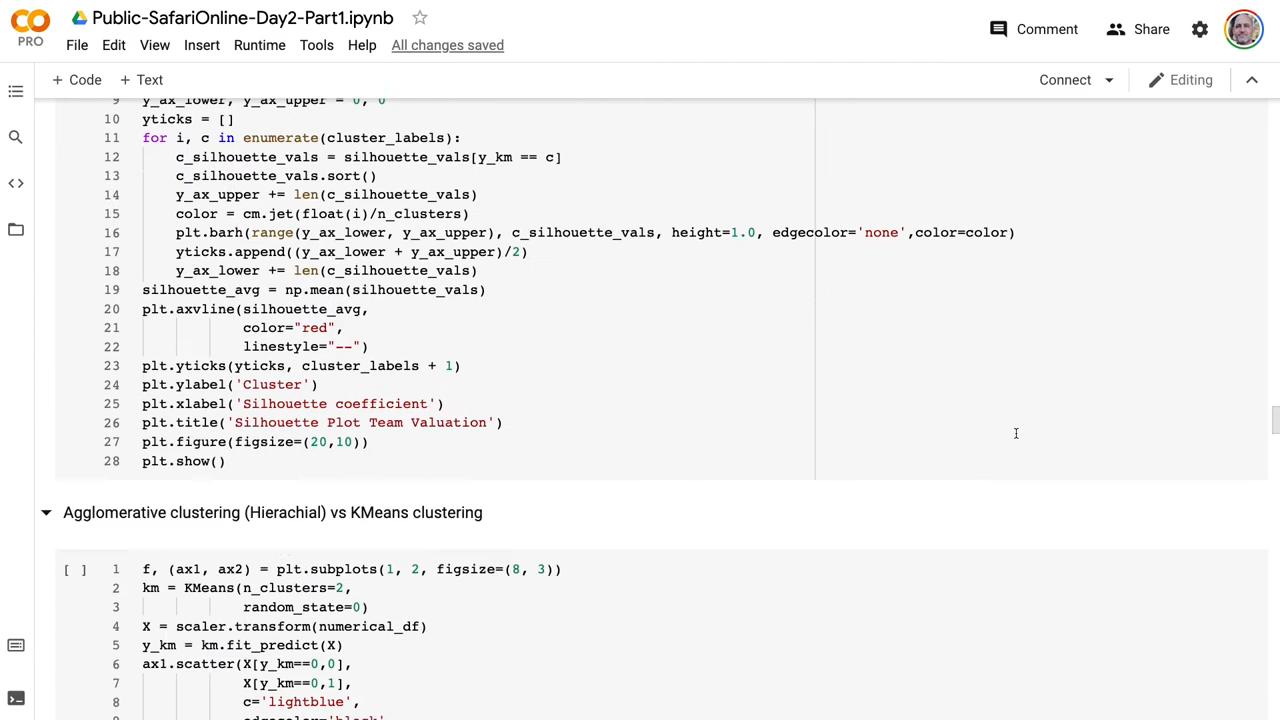 CO
PRO
Public-SafariOnline-Day2-Part1.ipynb
File Edit View Insert Runtime Tools Help All changes saved
Comment Share
+ Code + Text
Connect Editing
9 y_ax_lower, y_ax_upper = 0, 0
10 yticks = []
11 for i, c in enumerate(cluster_labels):
12 c_silhouette_vals = silhouette_vals[y_km == c]
13 c_silhouette_vals.sort()
14 y_ax_upper += len(c_silhouette_vals)
15 color = cm.jet(float(i)/n_clusters)
16 plt.barh(range(y_ax_lower, y_ax_upper), c_silhouette_vals, height=1.0, edgecolor='none',color=color)
17 yticks.append((y_ax_lower + y_ax_upper)/2)
18 y_ax_lower += len(c_silhouette_vals)
19 silhouette_avg = np.mean(silhouette_vals)
20 plt.axvline(silhouette_avg,
21 color="red",
22 linestyle="--")
23 plt.yticks(yticks, cluster_labels + 1)
24 plt.ylabel('Cluster')
25 plt.xlabel('Silhouette coefficient')
26 plt.title('Silhouette Plot Team Valuation')
27 plt.figure(figsize=(20,10))
28 plt.show()
Agglomerative clustering (Hierachial) vs KMeans clustering
[ ] 1 f, (ax1, ax2) = plt.subplots(1, 2, figsize=(8, 3))
2 km = KMeans(n_clusters=2,
3 random_state=0)
4 X = scaler.transform(numerical_df)
5 y_km = km.fit_predict(X)
6 ax1.scatter(X[y_km==0,0],
7 X[y_km==0,1],
8 c='lightblue',
9 edgecolor='black',